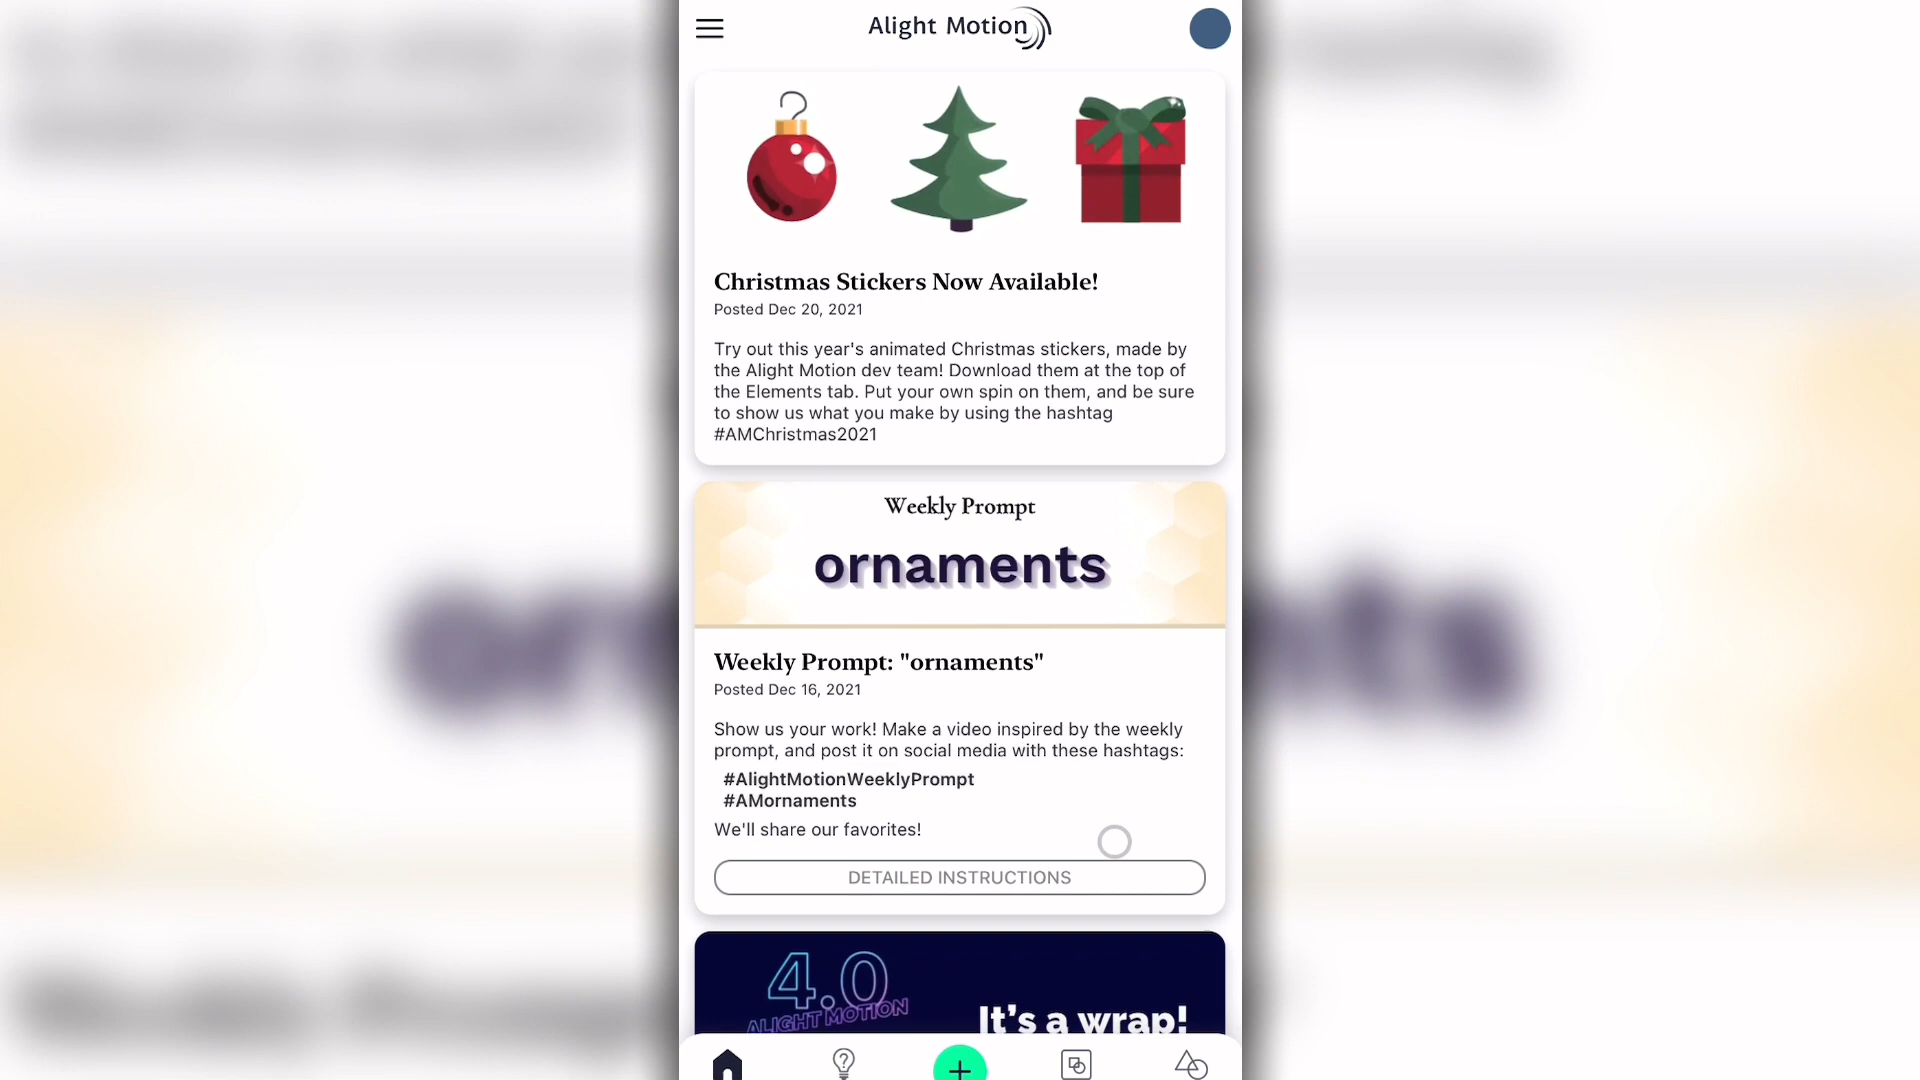 Alight Motion
Christmas Stickers Now Available!
Posted Dec 20, 2021
Try out this year's animated Christmas stickers, made by
the Alight Motion dev team! Download them at the top of
the Elements tab. Put your own spin on them, and be sure
to show us what you make by using the hashtag
#AMChristmas2021
Weekly Prompt
ornaments
Weekly Prompt: "ornaments"
Posted Dec 16, 2021
Show us your work! Make a video inspired by the weekly
prompt, and post it on social media with these hashtags:
#AlightMotionWeeklyPrompt
#AMornaments
We'll share our favorites!
DETAILED INSTRUCTIONS
4.0
ALIGHT MOTION
It's a wrap!